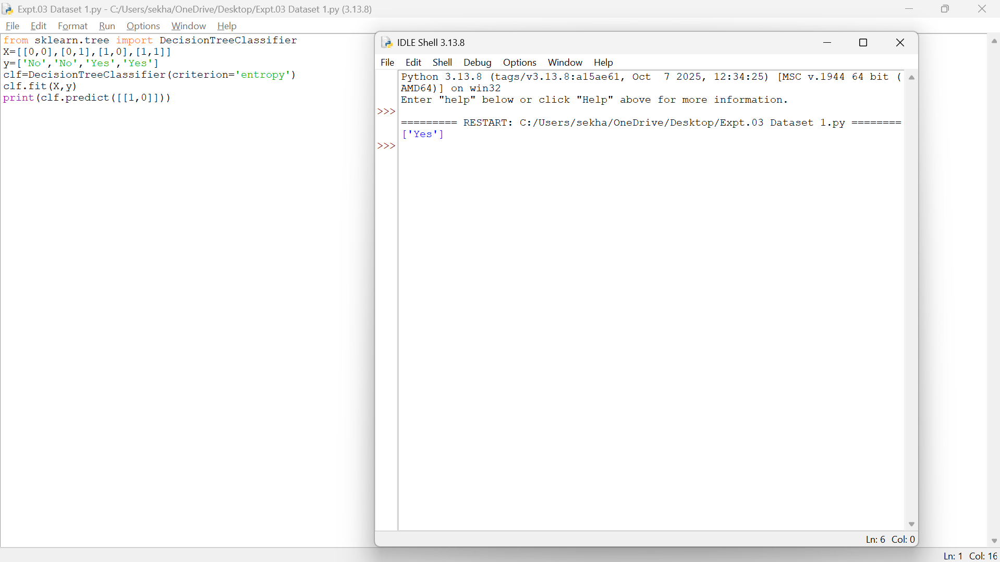 Expt.03 Dataset 1.py - C:/Users/sekha/OneDrive/Desktop/Expt.03 Dataset 1.py (3.13.8)
File Edit Format Run Options Window Help
from sklearn.tree import DecisionTreeClassifier
X=[[0,0],[0,1],[1,0],[1,1]]
y=['No','No','Yes','Yes']
clf=DecisionTreeClassifier(criterion='entropy')
clf.fit(X,y)
print(clf.predict([[1,0]]))
IDLE Shell 3.13.8
File Edit Shell Debug Options Window Help
Python 3.13.8 (tags/v3.13.8:a15ae61, Oct  7 2025, 12:34:25) [MSC v.1944 64 bit (
AMD64)] on win32
Enter "help" below or click "Help" above for more information.
>>>
========= RESTART: C:/Users/sekha/OneDrive/Desktop/Expt.03 Dataset 1.py ========
['Yes']
>>>
Ln: 6 Col: 0
Ln: 1 Col: 16